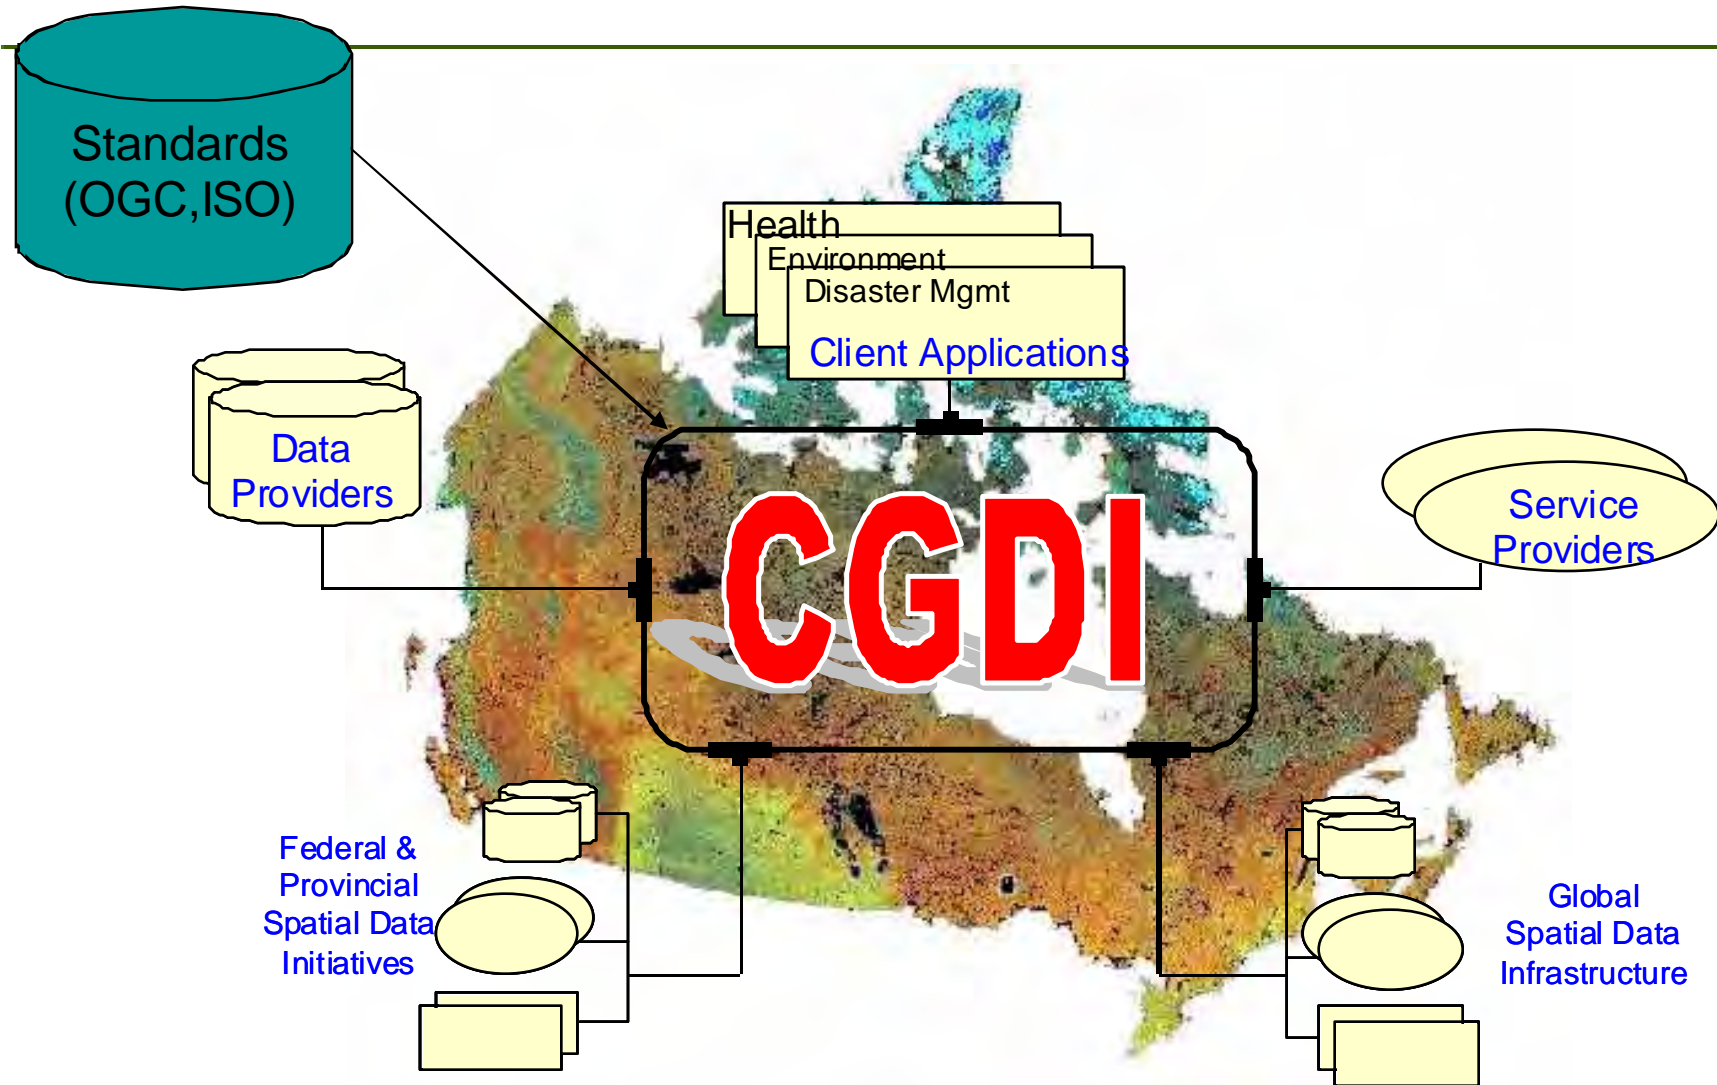 Standards
(OGC,ISO)
Health
Environment
Disaster Mgmt
Client Applications
Data
Providers
Service
Providers
CGDI
Federal &
Provincial
Spatial Data
Initiatives
Global
Spatial Data
Infrastructure